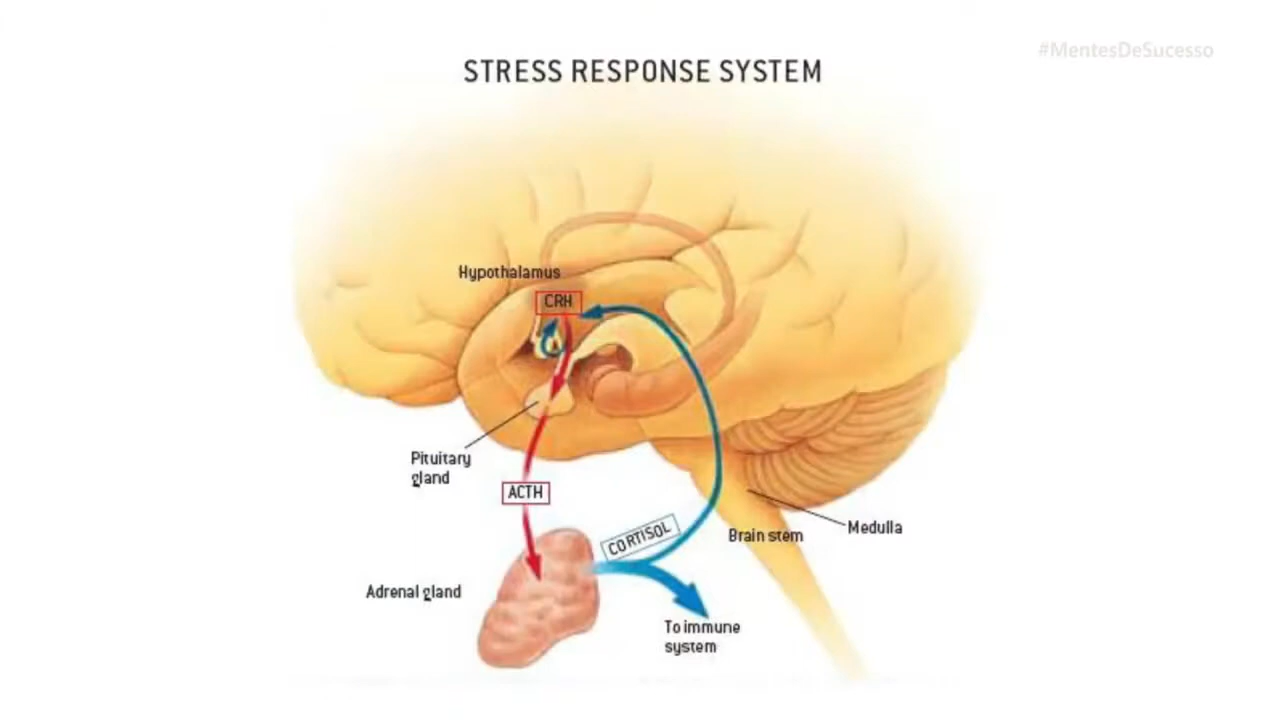 #MentesDeSucesso
STRESS RESPONSE SYSTEM
Hypothalamus
CRH
Pituitary
gland
ACTH
CORTISOL
Brain stem
Medulla
Adrenal gland
To immune
system